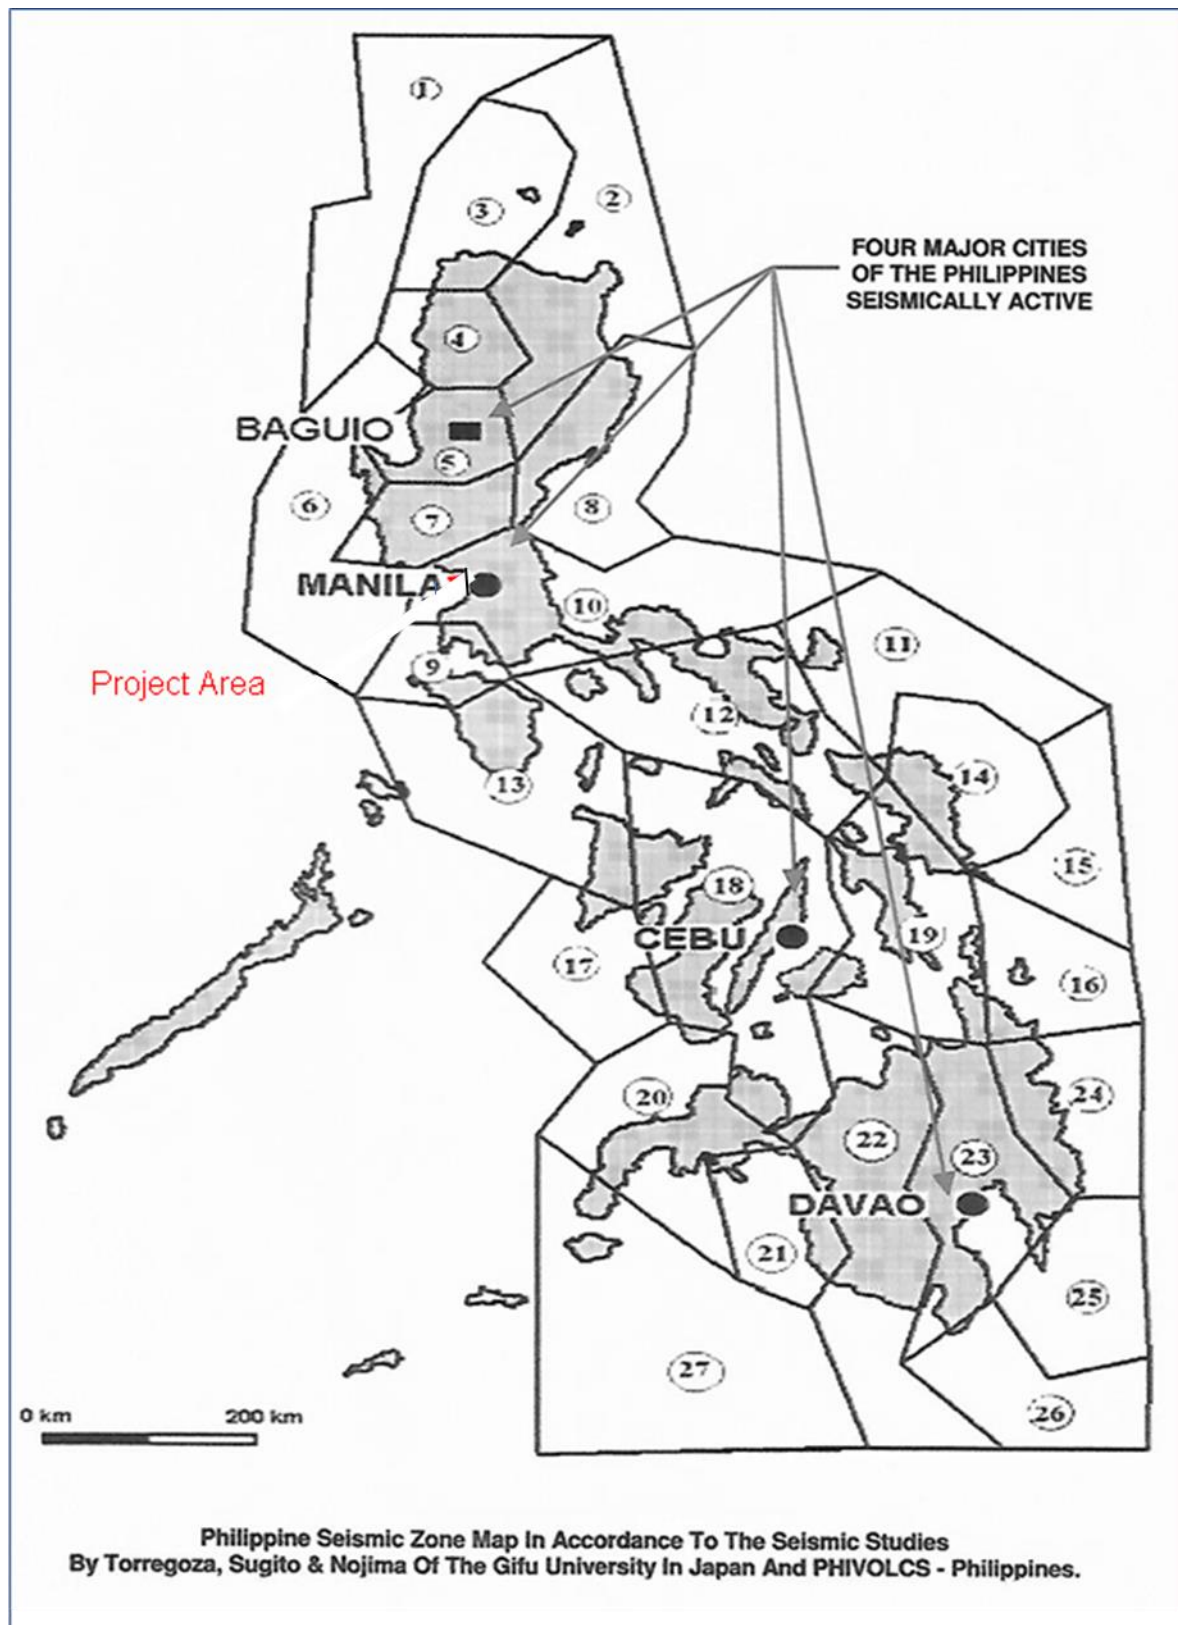 1
2
3
FOUR MAJOR CITIES
OF THE PHILIPPINES
SEISMICALLY ACTIVE
4
BAGUIO
5
6
7
8
MANILA
10
11
9
Project Area
12
13
14
15
18
CEBU
19
17
16
20
24
22
23
DAVAO
21
25
27
26
0 km 200 km
Philippine Seismic Zone Map In Accordance To The Seismic Studies
By Torregoza, Sugito & Nojima Of The Gifu University In Japan And PHIVOLCS - Philippines.